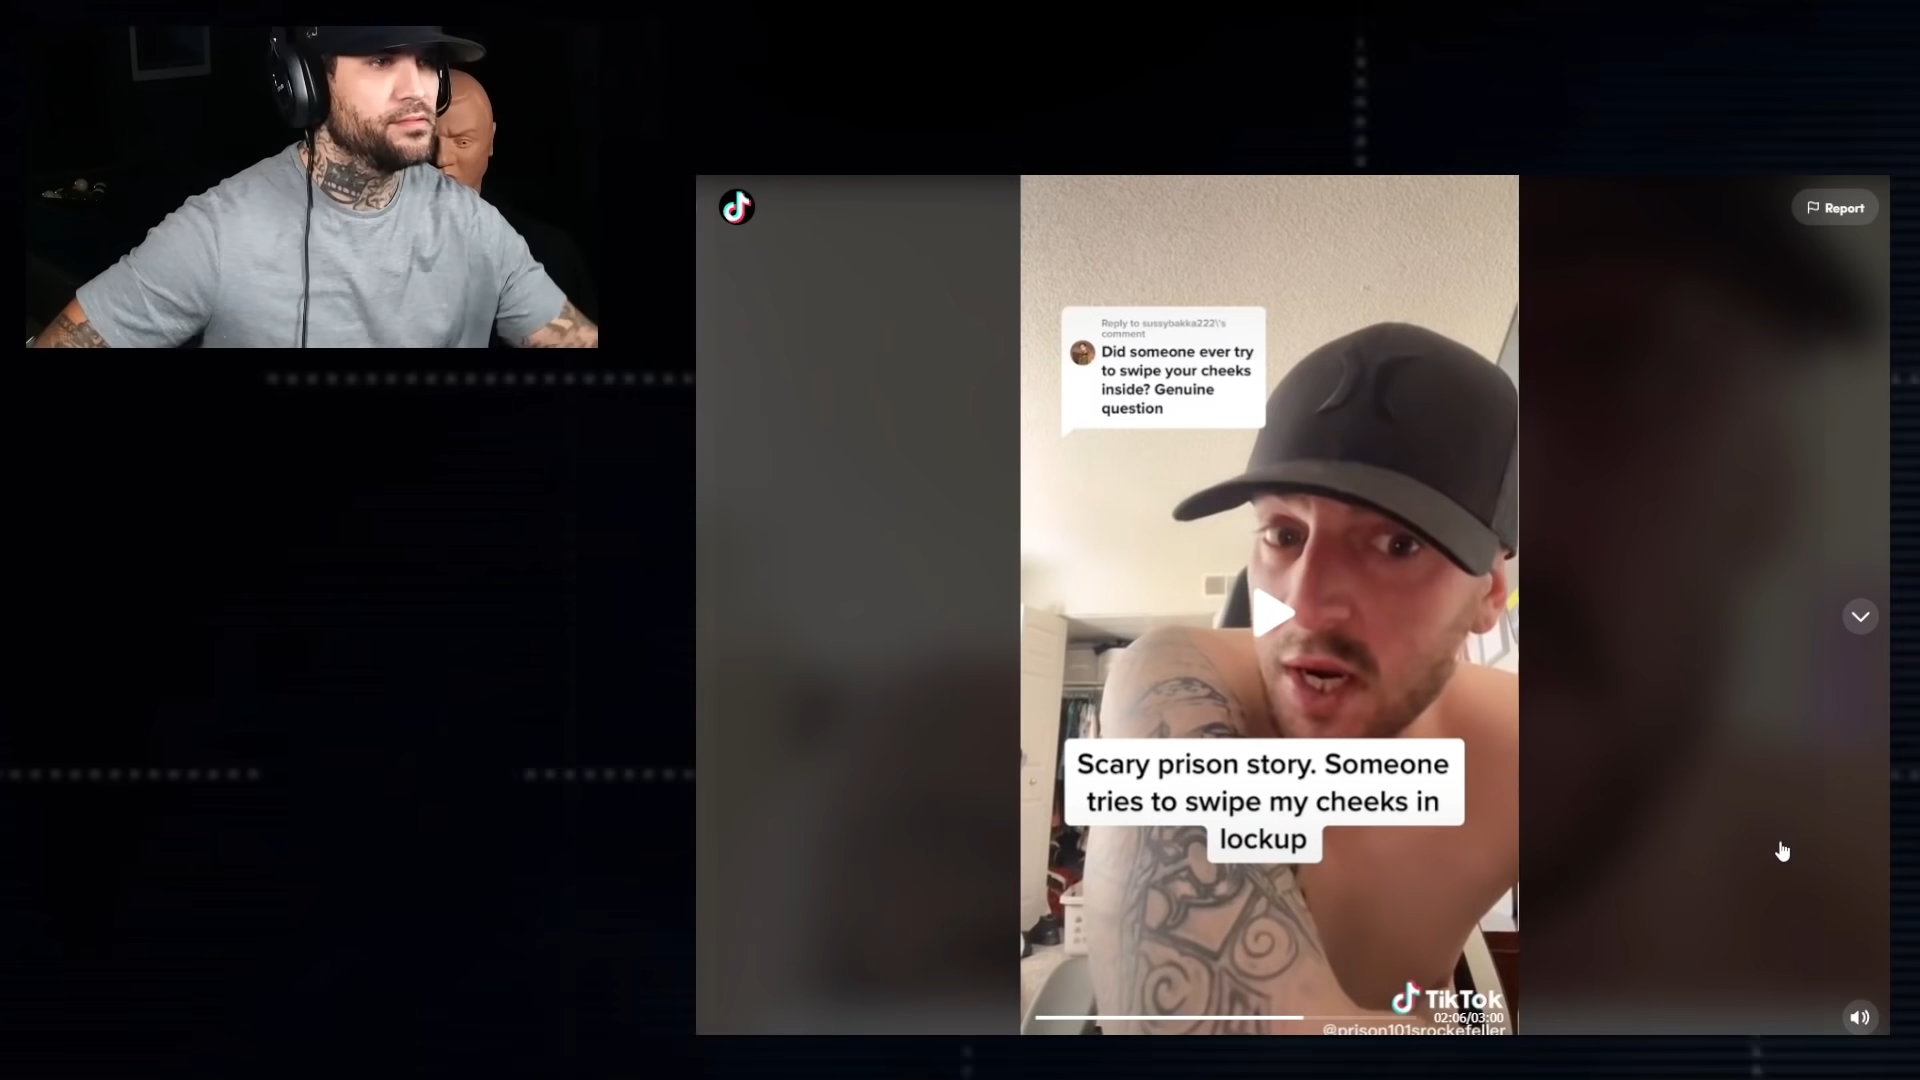 Report
Reply to sussybakka222\'s
comment
Did someone ever try
to swipe your cheeks
inside? Genuine
question
Scary prison story. Someone
tries to swipe my cheeks in
lockup
TikTok
02:06/03:00
@prison101srockefeller